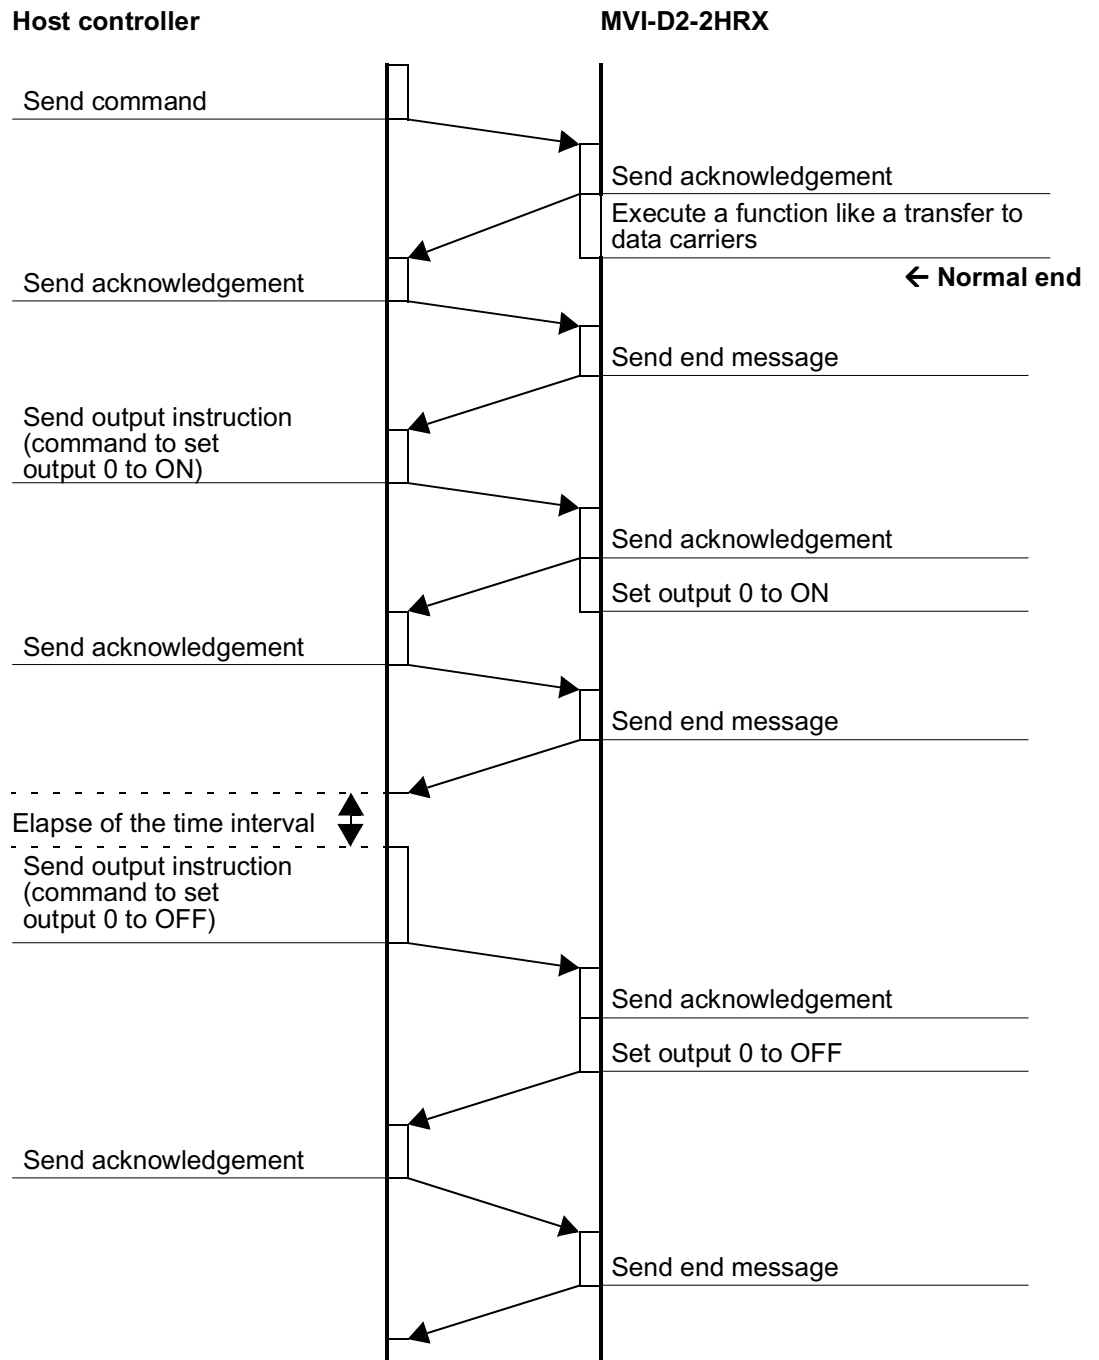 Host controller
MVI-D2-2HRX
Send command
Send acknowledgement
Execute a function like a transfer to
data carriers
← Normal end
Send acknowledgement
Send end message
Send output instruction
(command to set
output 0 to ON)
Send acknowledgement
Set output 0 to ON
Send acknowledgement
Send end message
Elapse of the time interval
Send output instruction
(command to set
output 0 to OFF)
Send acknowledgement
Set output 0 to OFF
Send acknowledgement
Send end message